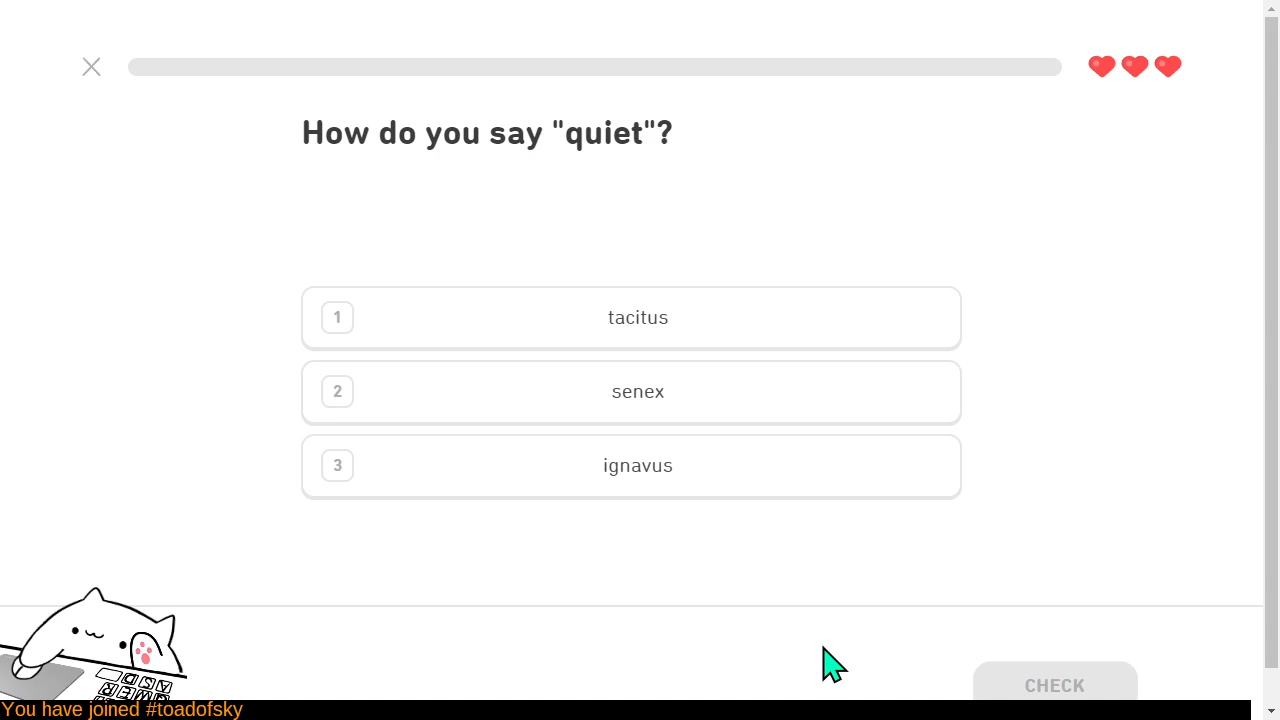 How do you say "quiet"?
1 tacitus
2 senex
3 ignavus
CHECK
You have joined #toadofsky